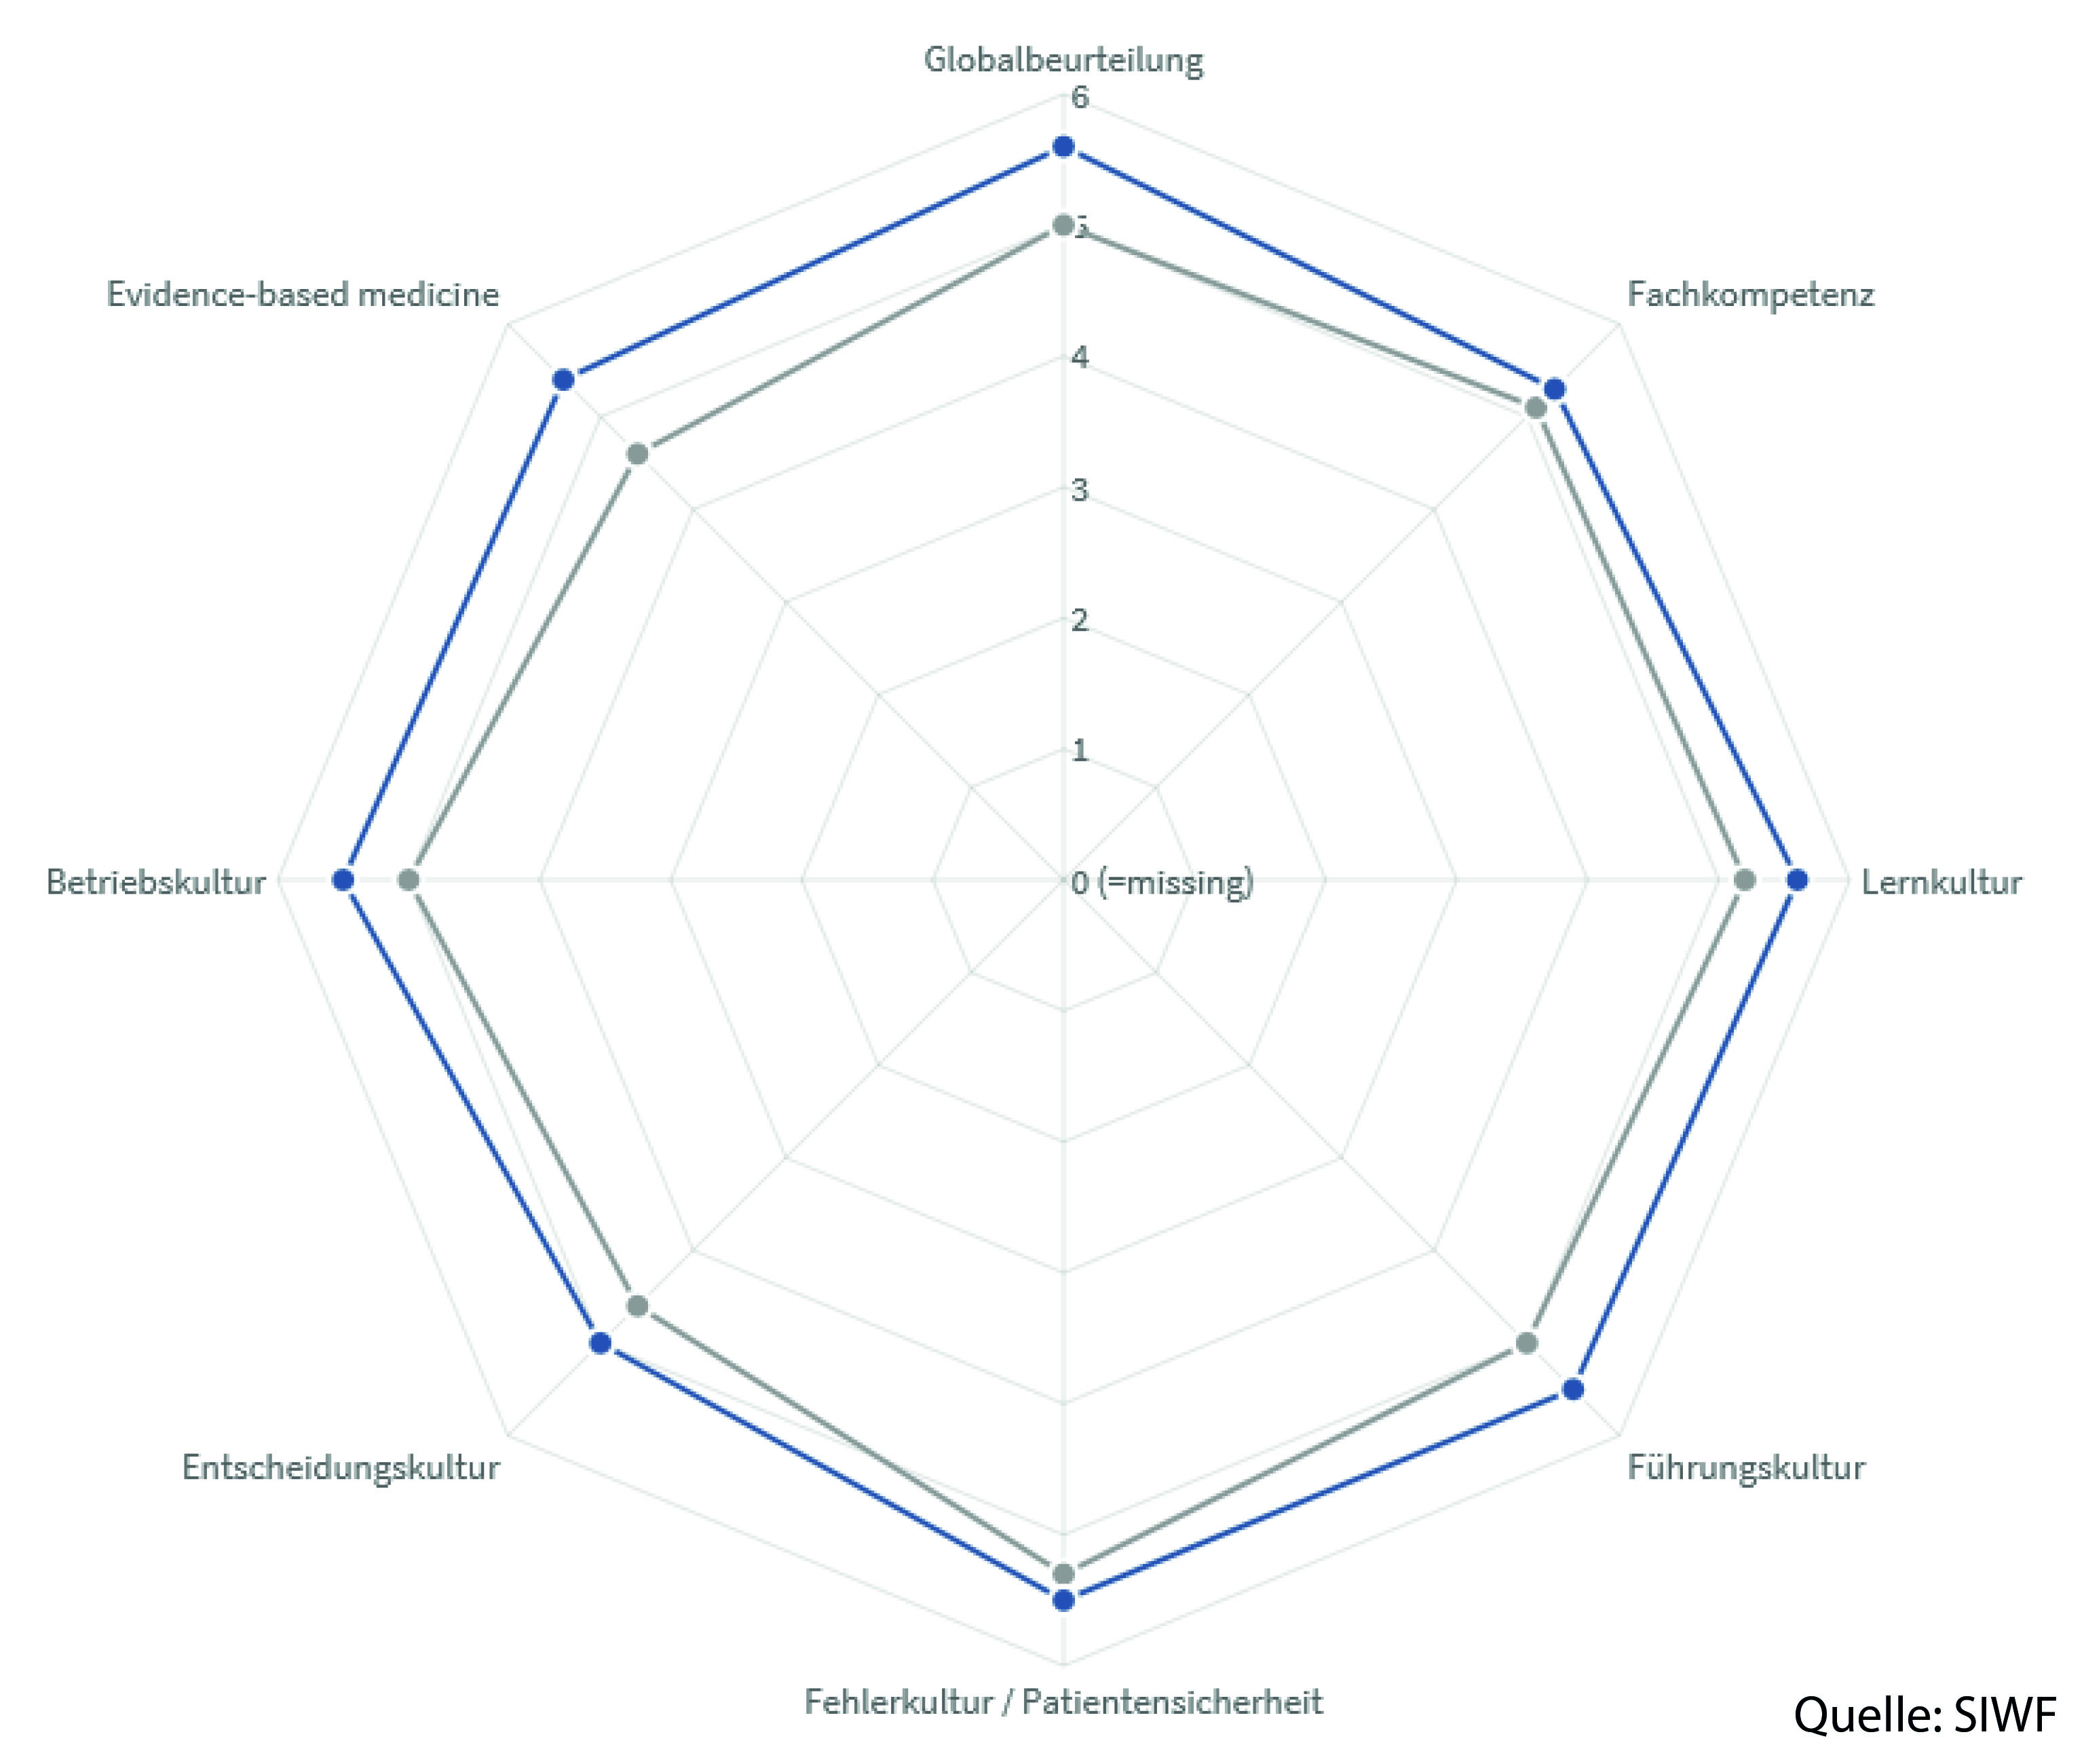 Globalbeurteilung
6
5
Evidence-based medicine
Fachkompetenz
4
3
2
1
Betriebskultur
0 (=missing)
Lernkultur
Entscheidungskultur
Führungskultur
Fehlerkultur / Patientensicherheit
Quelle: SIWF